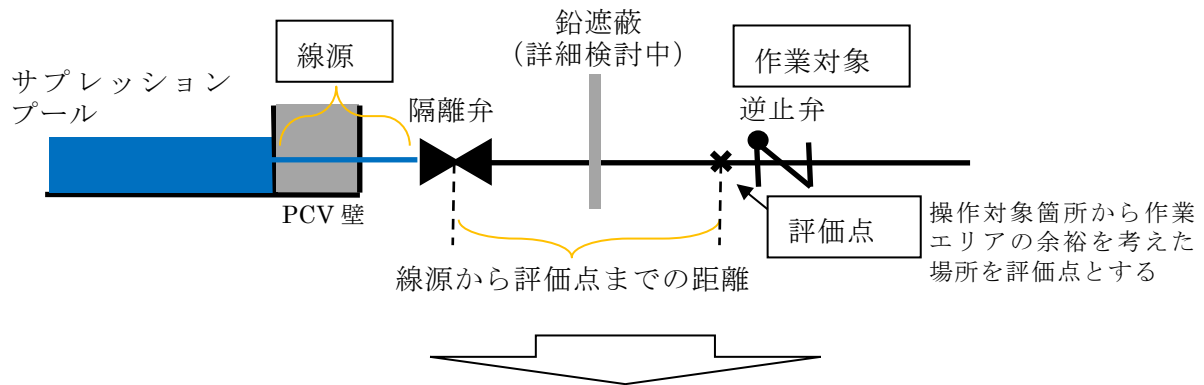 鉛遮蔽
（詳細検討中）
線源
作業対象
サプレッション
プール
隔離弁
逆止弁
PCV 壁
評価点
操作対象箇所から作業
エリアの余裕を考えた
場所を評価点とする
線源から評価点までの距離